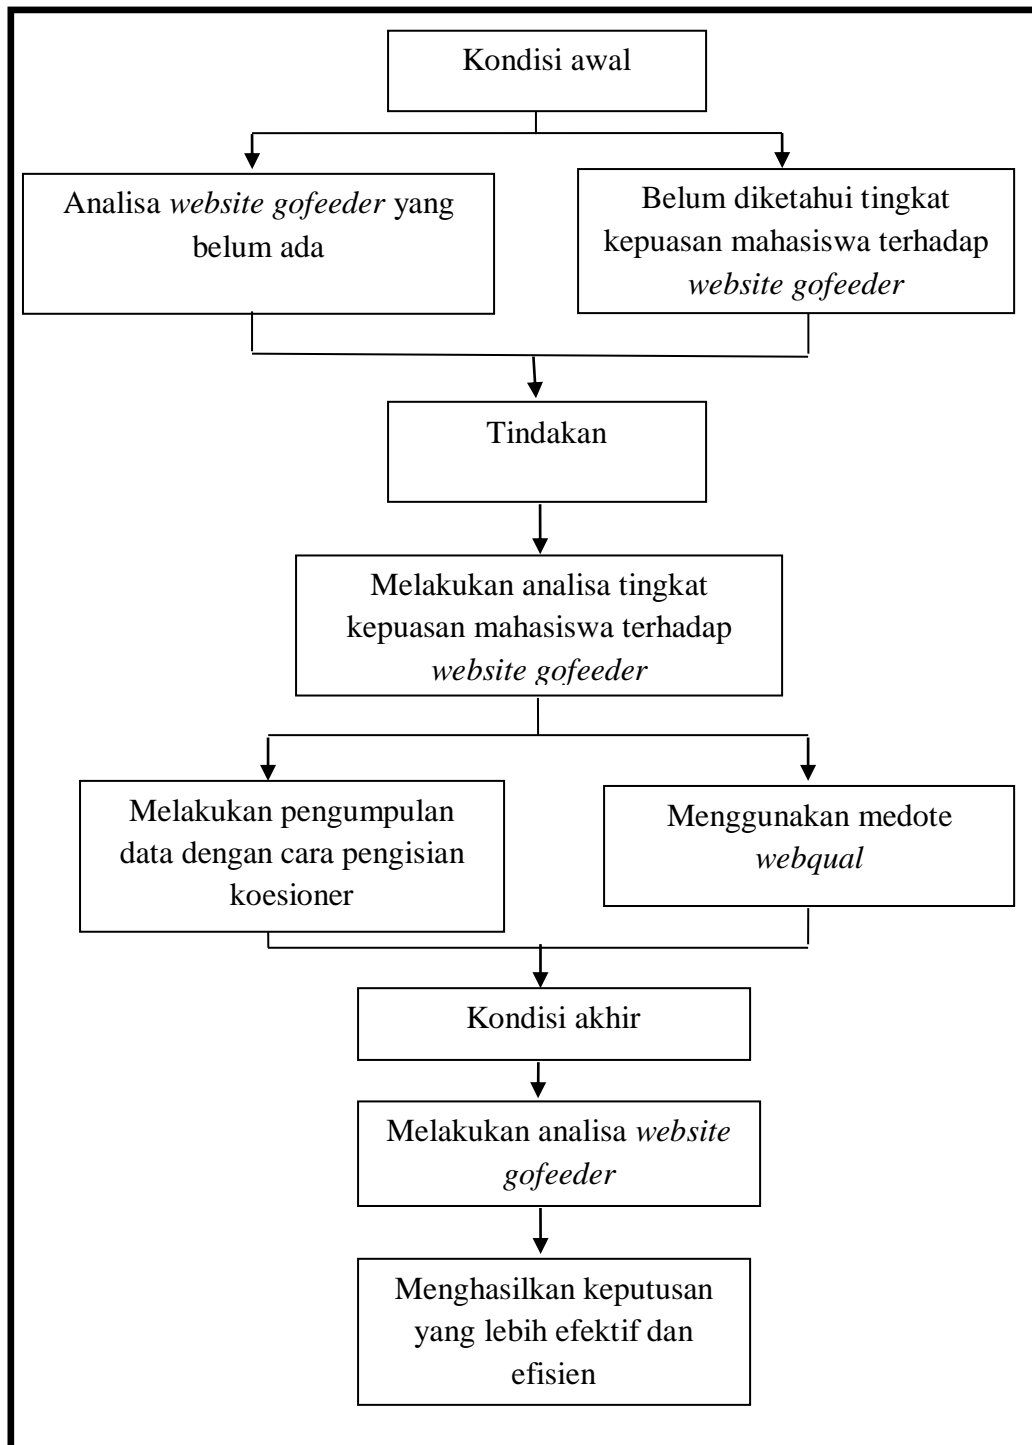 Kondisi awal
Analisa website gofeeder yang
belum ada
Belum diketahui tingkat
kepuasan mahasiswa terhadap
website gofeeder
Tindakan
Melakukan analisa tingkat
kepuasan mahasiswa terhadap
website gofeeder
Melakukan pengumpulan
data dengan cara pengisian
koesioner
Menggunakan medote
webqual
Kondisi akhir
Melakukan analisa website
gofeeder
Menghasilkan keputusan
yang lebih efektif dan
efisien